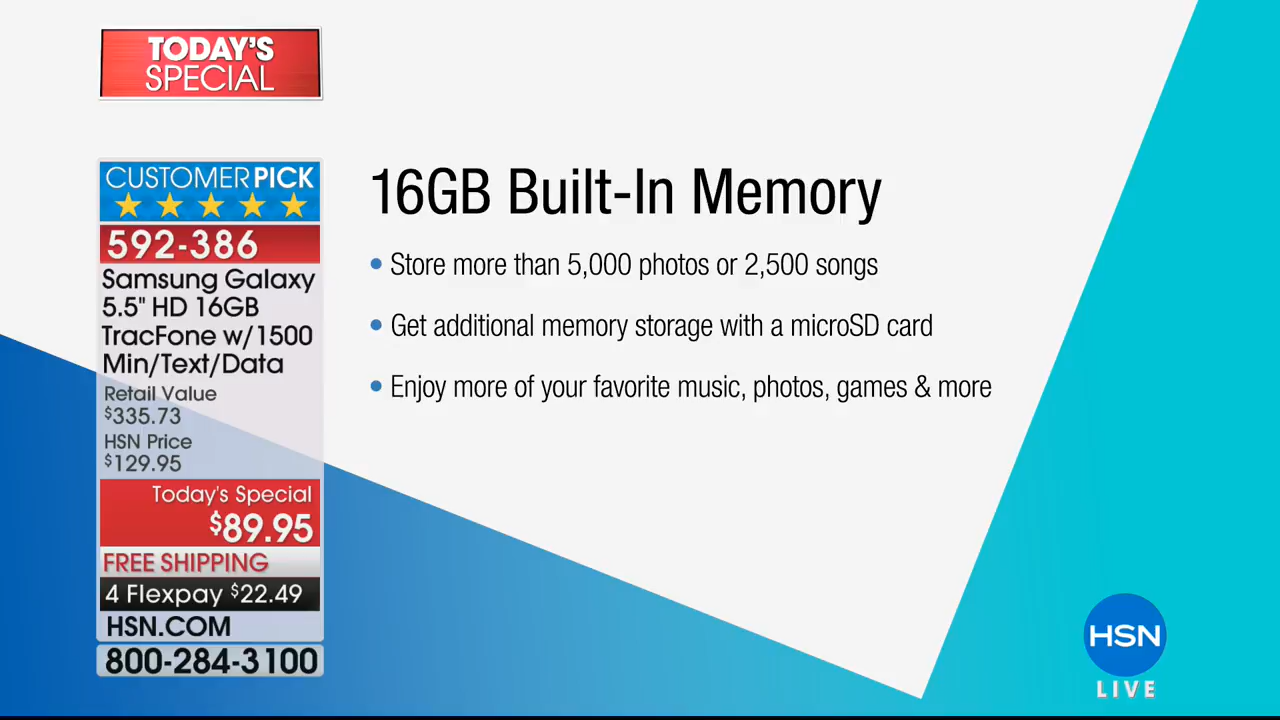 TODAY'S
SPECIAL
CUSTOMER PICK
592-386
Samsung Galaxy
5.5" HD 16GB
TracFone w/1500
Min/Text/Data
Retail Value
$335.73
HSN Price
$129.95
Today's Special
$89.95
FREE SHIPPING
4 Flexpay $22.49
HSN.COM
800-284-3100
16GB Built-In Memory
• Store more than 5,000 photos or 2,500 songs
• Get additional memory storage with a microSD card
• Enjoy more of your favorite music, photos, games & more
HSN
LIVE